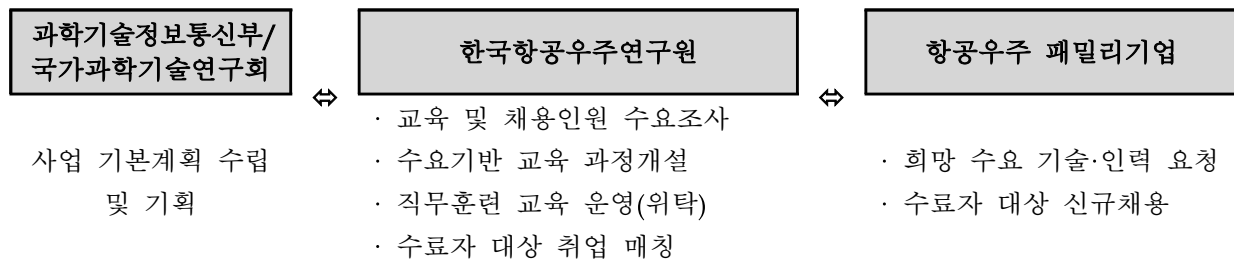 과학기술정보통신부/
국가과학기술연구회
사업 기본계획 수립
및 기획
⇔
한국항공우주연구원
· 교육 및 채용인원 수요조사
· 수요기반 교육 과정개설
· 직무훈련 교육 운영(위탁)
· 수료자 대상 취업 매칭
⇔
항공우주 패밀리기업
· 희망 수요 기술·인력 요청
· 수료자 대상 신규채용